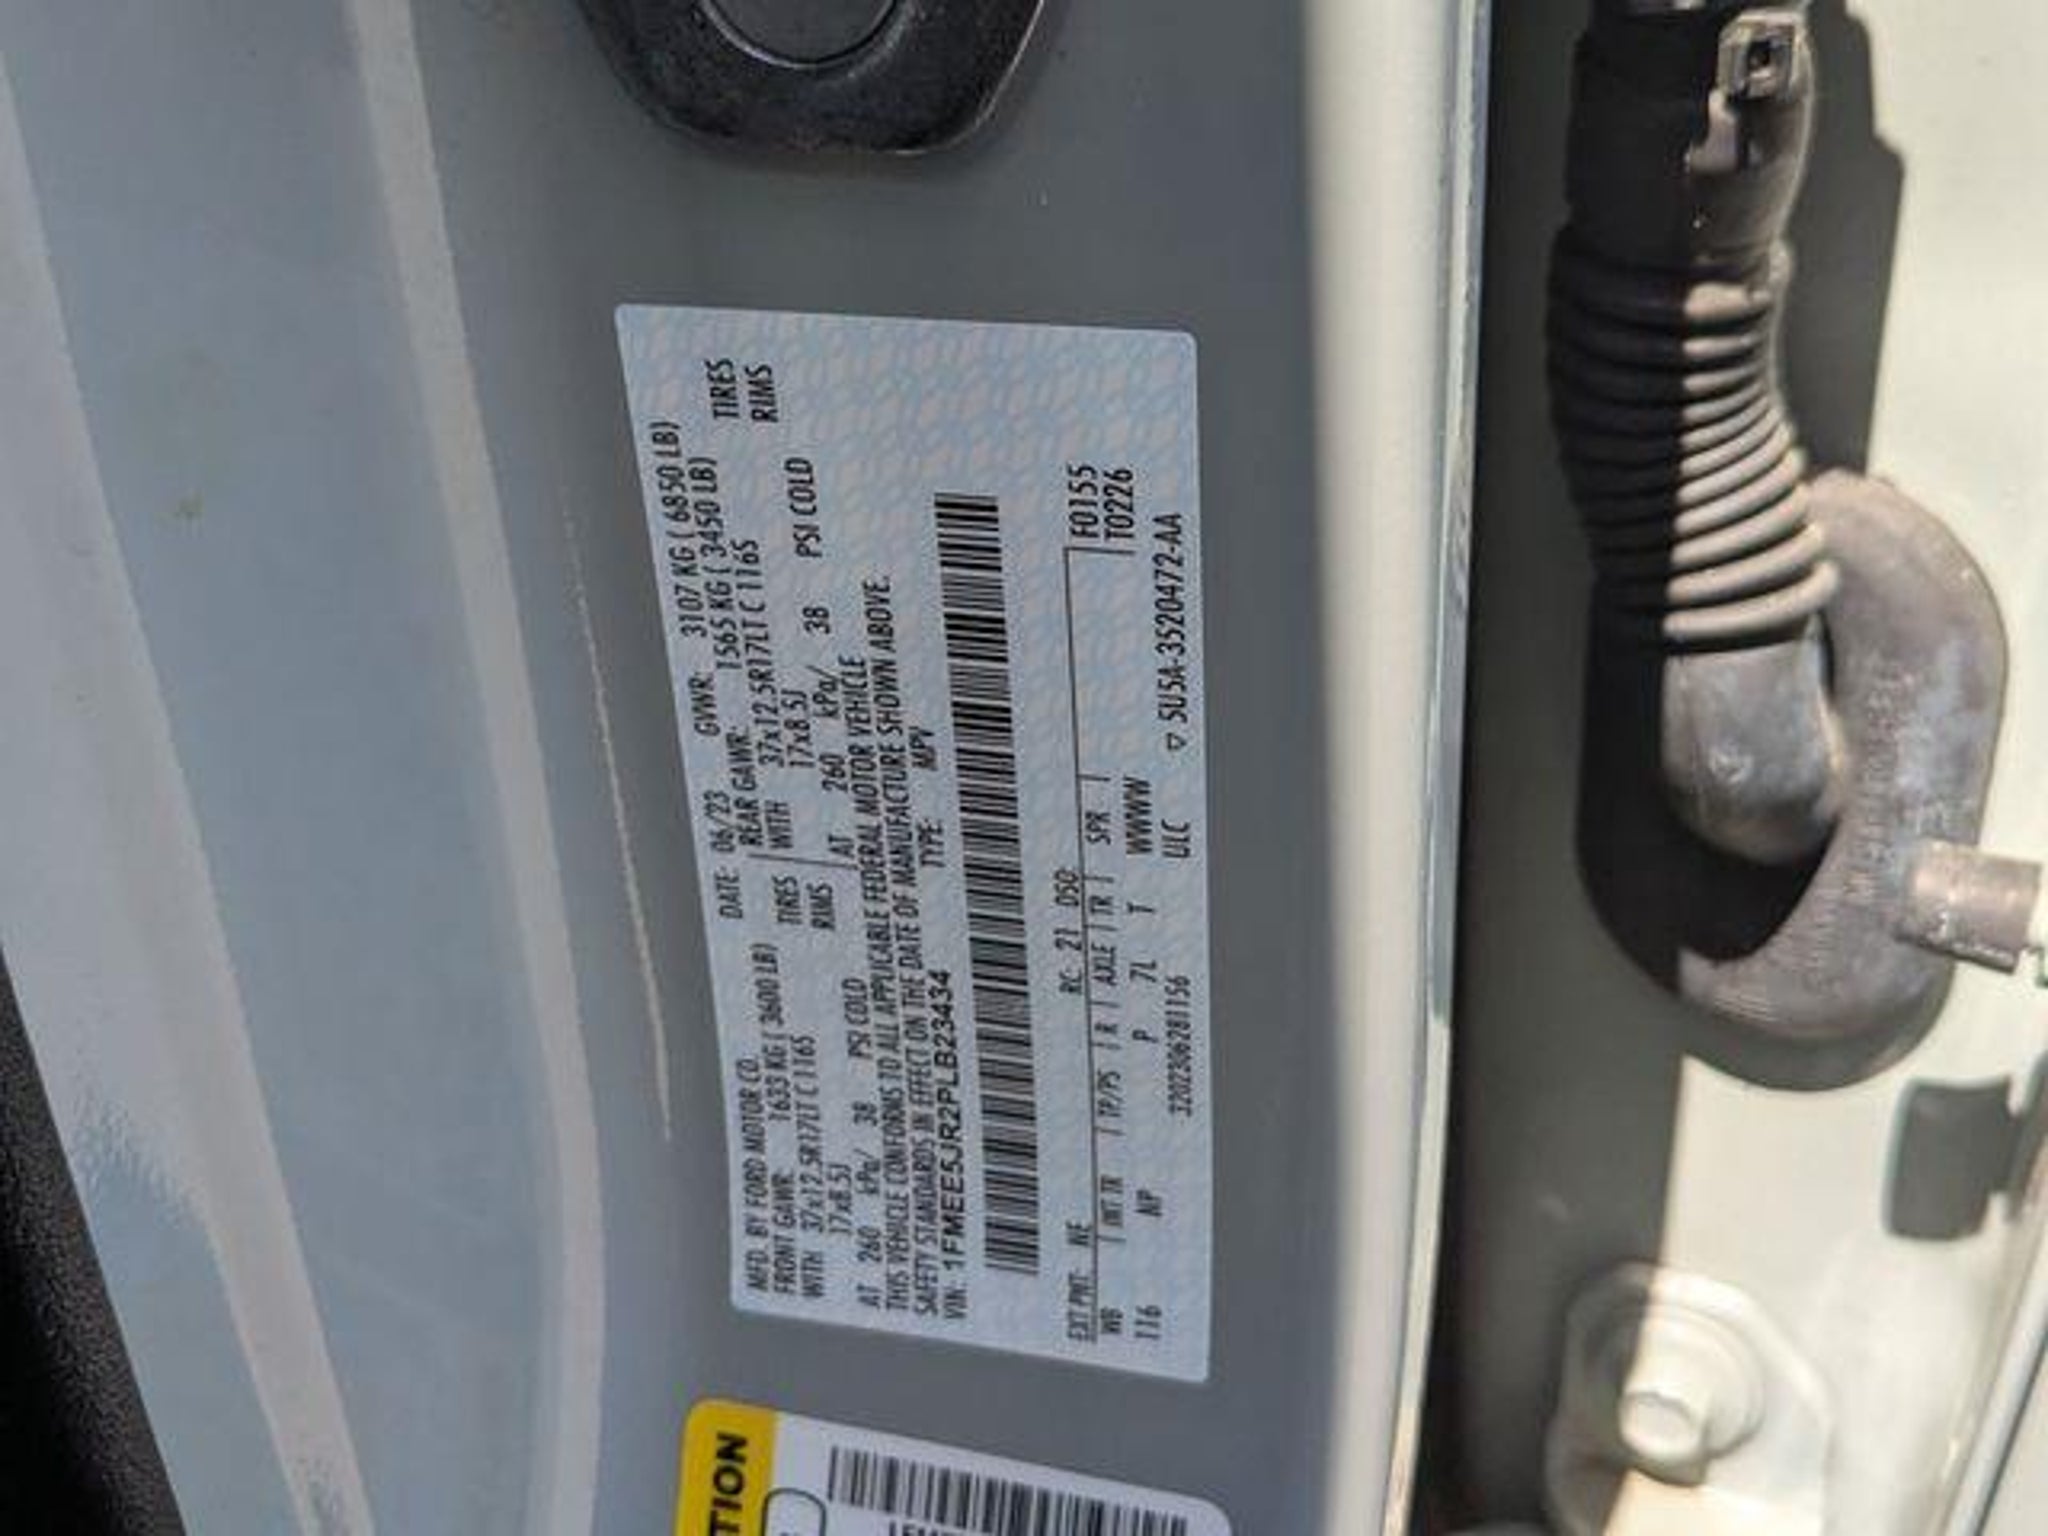 MFD. BY FORD MOTOR CO. DATE: 06/23 GVWR: 3107 KG ( 6850 LB)
FRONT GAWR: 1633 KG ( 3600 LB) REAR GAWR: 1565 KG ( 3450 LB)
WITH 37x12.5R17LT C 116S TIRES WITH 37x12.5R17LT C 116S TIRES
17x8.5J RIMS 17x8.5J RIMS
AT 260 kPa/ 38 PSI COLD AT 260 kPa/ 38 PSI COLD
THIS VEHICLE CONFORMS TO ALL APPLICABLE FEDERAL MOTOR VEHICLE
SAFETY STANDARDS IN EFFECT ON THE DATE OF MANUFACTURE SHOWN ABOVE.
VIN: 1FMEE5JR2PLB23434 TYPE: MPV
EXT PNT: NE RC: 21 DSO: F0155
WB INT TR TP/PS R AXLE TR SPR T0226
116 AP P 7L T WWWW
3202306281156 ULC ▽ 5U5A-3520472-AA
TION